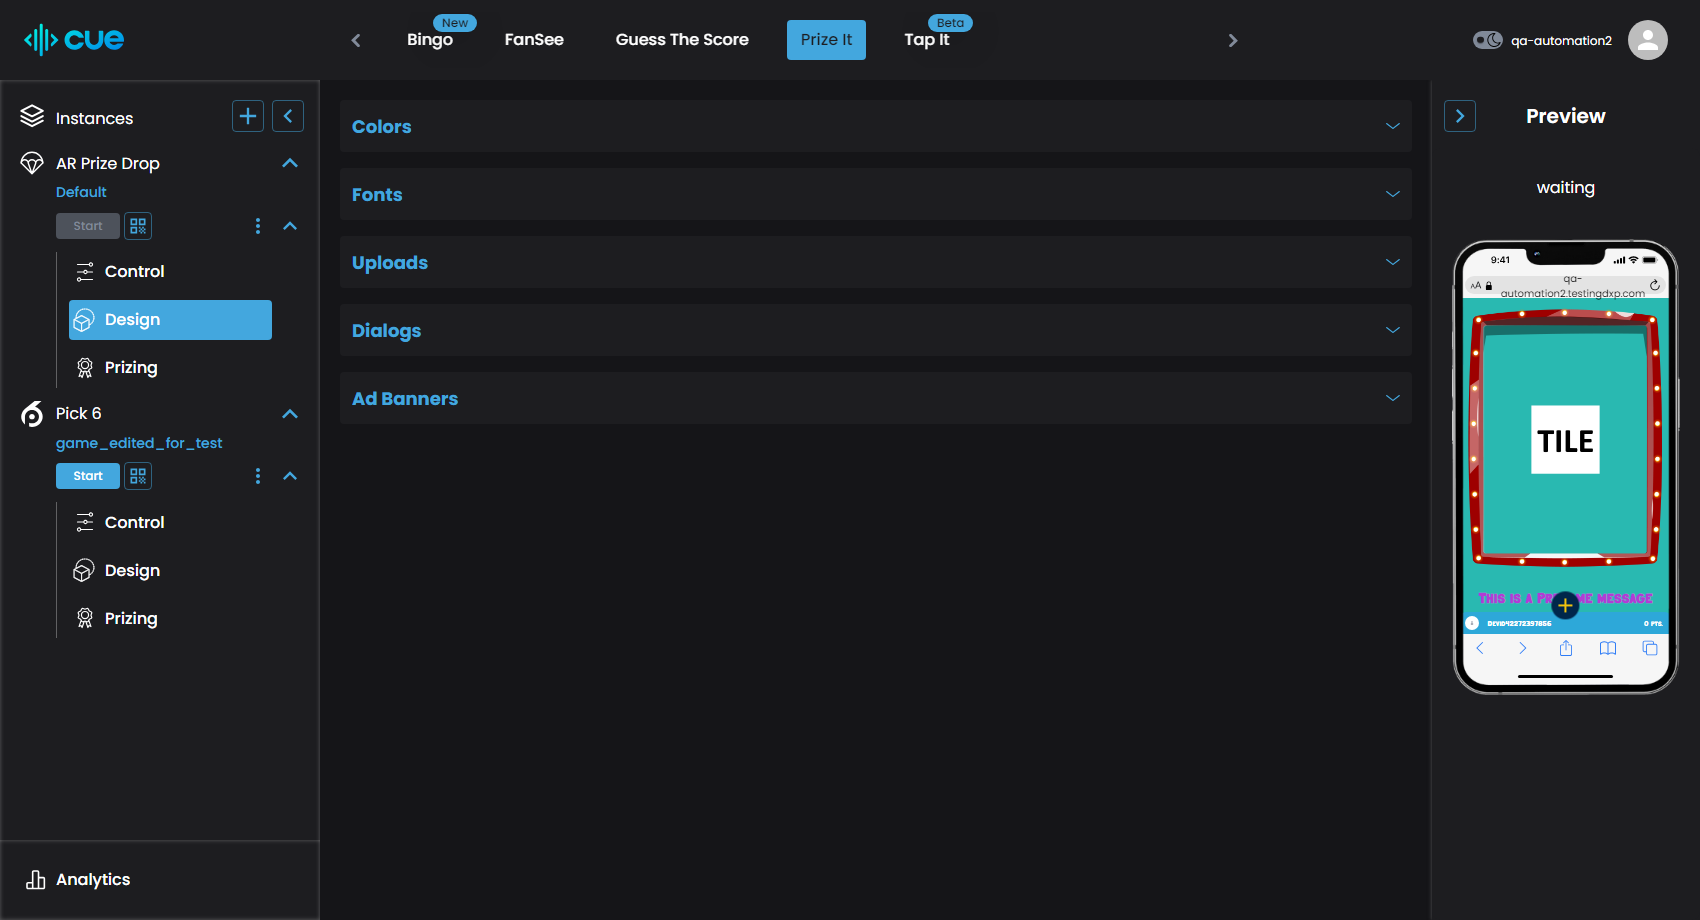 cue
New
Bingo
FanSee
Guess The Score
Prize It
Beta
Tap It
qa-automation2
Instances
AR Prize Drop
Default
Start
Control
Design
Prizing
Pick 6
game_edited_for_test
Start
Control
Design
Prizing
Analytics
Colors
Fonts
Uploads
Dialogs
Ad Banners
Preview
waiting
9:41
AA
qa-
automation2.testingdxp.com
TILE
This is a Pr me message
0 PTS.